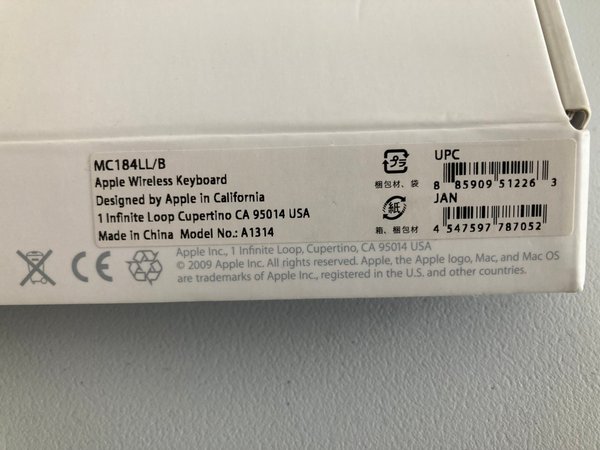 MC184LL/B
Apple Wireless Keyboard
Designed by Apple in California
1 Infinite Loop Cupertino CA 95014 USA
Made in China Model No.: A1314
プラ
梱包材、袋
紙
箱、梱包材
UPC
8 85909 51226 3
JAN
4 547597 787052
Apple Inc., 1 Infinite Loop, Cupertino, CA 95014 USA
© 2009 Apple Inc. All rights reserved. Apple, the Apple logo, Mac, and Mac OS
are trademarks of Apple Inc., registered in the U.S. and other countries.
CE